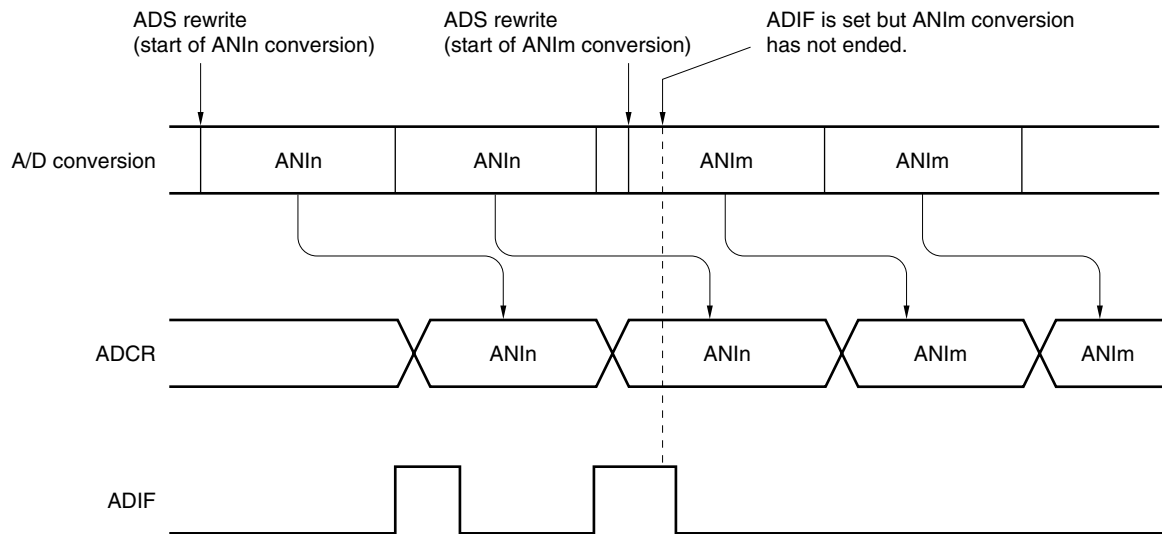 ADS rewrite
(start of ANIn conversion)
ADS rewrite
(start of ANIm conversion)
ADIF is set but ANIm conversion
has not ended.
A/D conversion
ANIn
ANIn
ANIm
ANIm
ADCR
ANIn
ANIn
ANIm
ANIm
ADIF